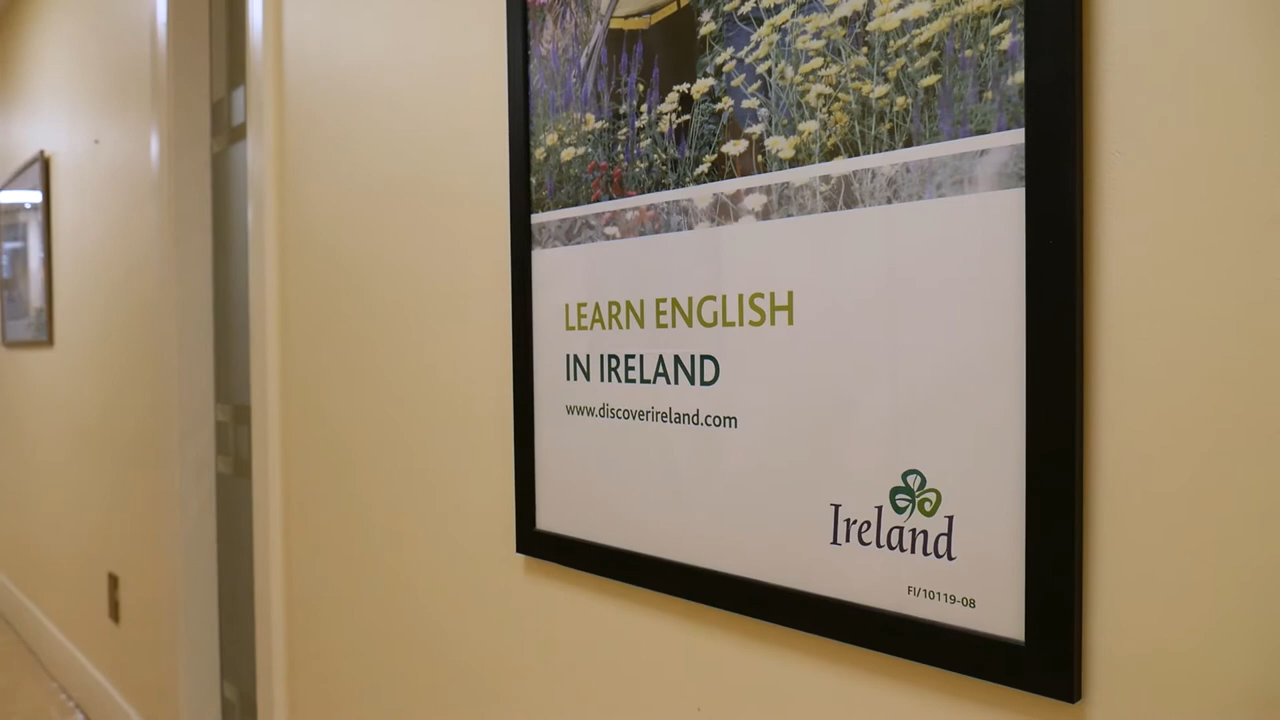 LEARN ENGLISH
IN IRELAND
www.discoverireland.com
Ireland
FI/10119-08